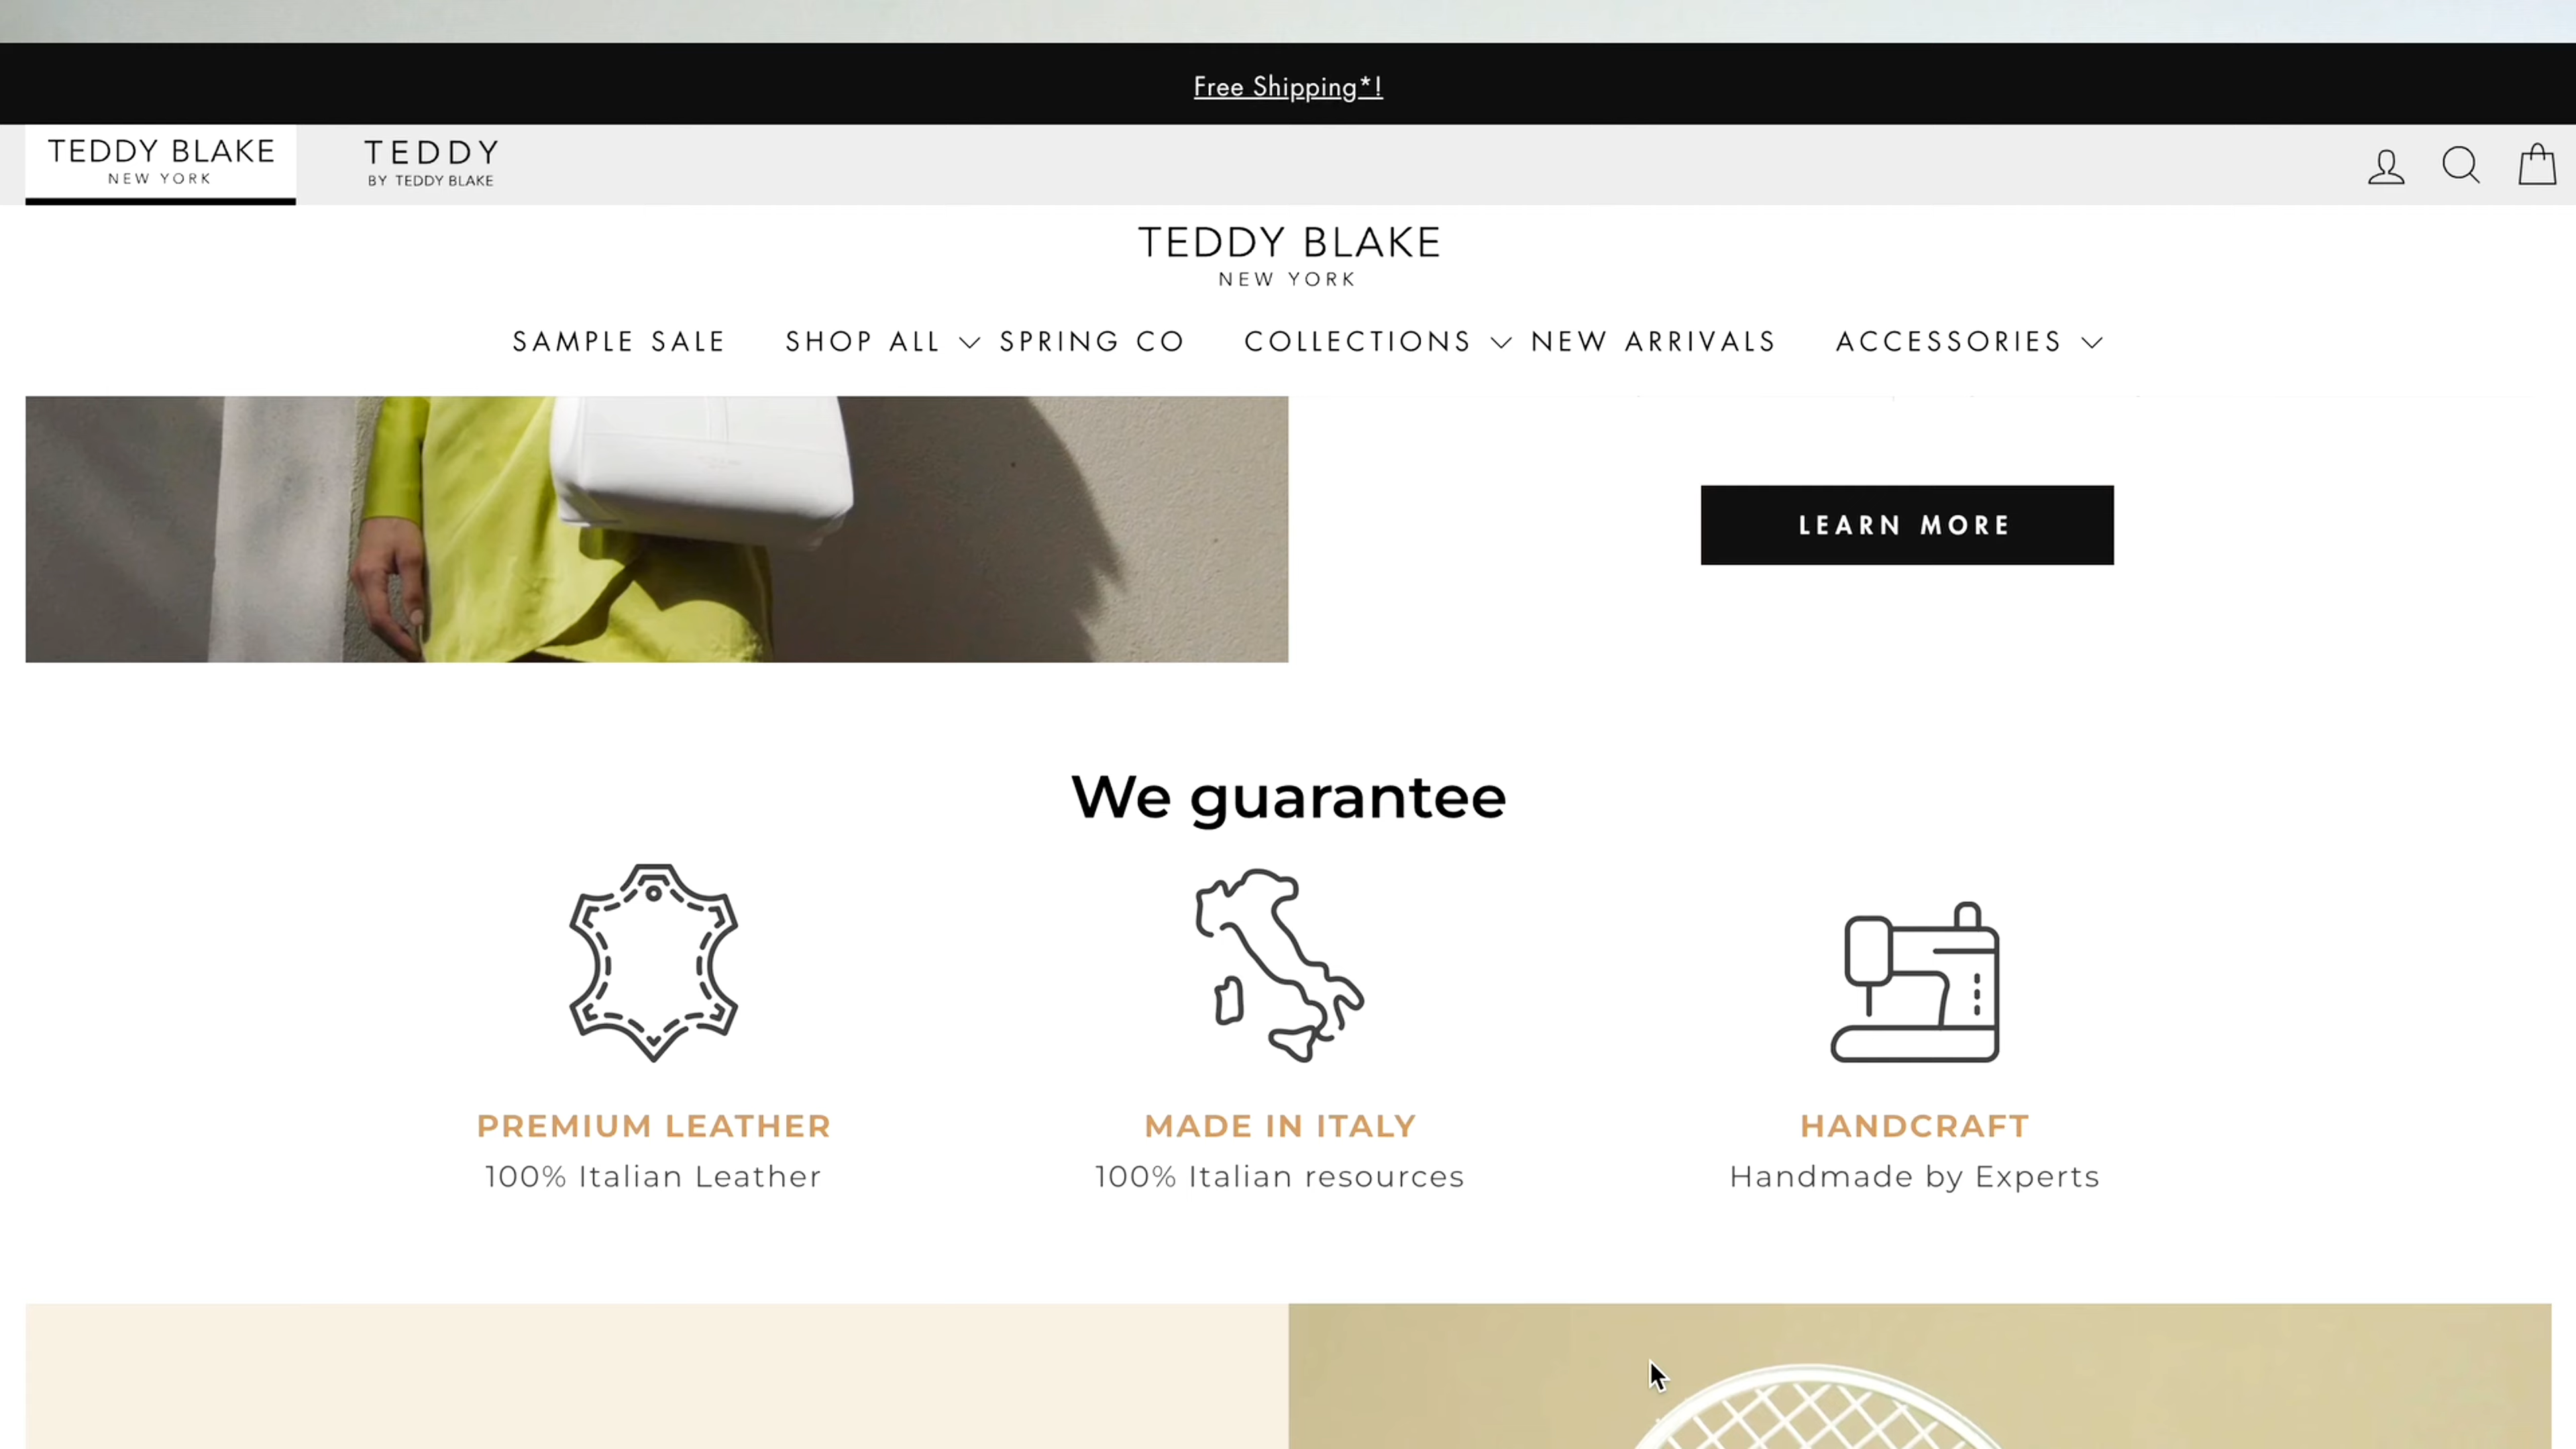 Free Shipping*!
TEDDY BLAKE
NEW YORK
TEDDY
BY TEDDY BLAKE
TEDDY BLAKE
NEW YORK
SAMPLE SALE SHOP ALL SPRING CO COLLECTIONS NEW ARRIVALS ACCESSORIES
LEARN MORE
We guarantee
PREMIUM LEATHER
100% Italian Leather
MADE IN ITALY
100% Italian resources
HANDCRAFT
Handmade by Experts